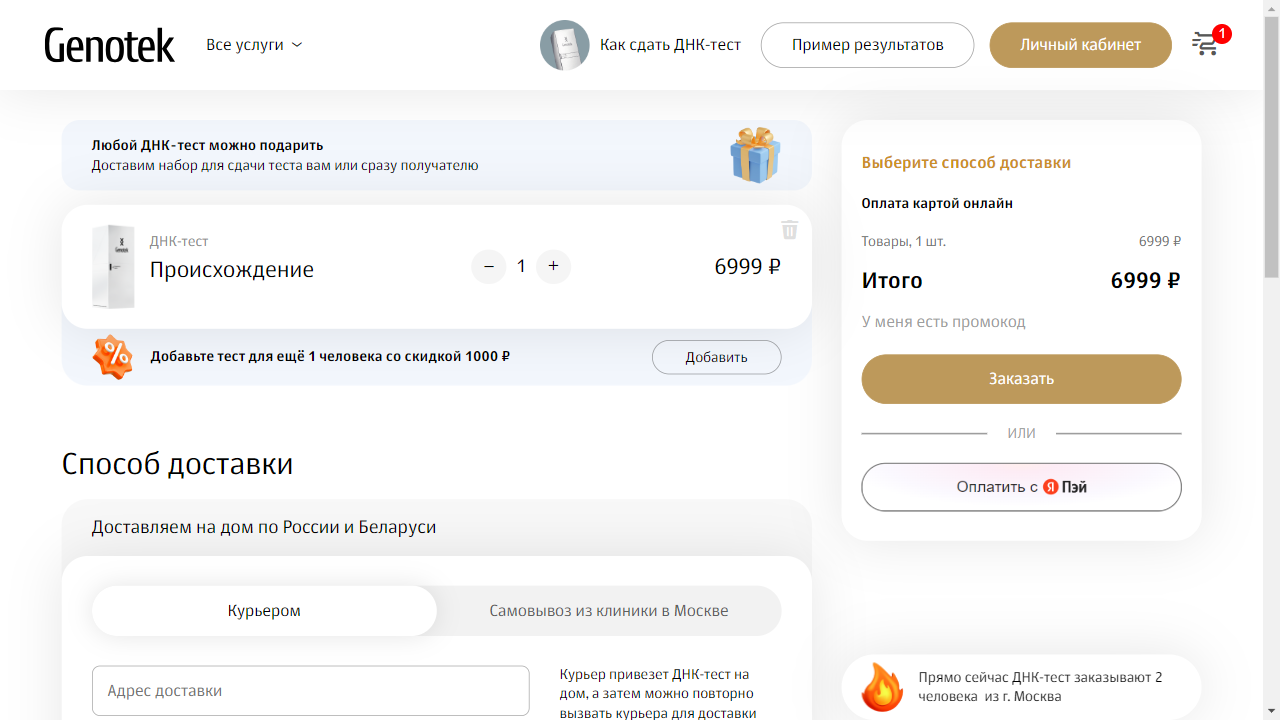 Genotek
Все услуги
Как сдать ДНК-тест
Пример результатов
Личный кабинет
1
Любой ДНК-тест можно подарить
Доставим набор для сдачи теста вам или сразу получателю
Genotek
ДНК-тест
Происхождение
− 1 +
6999 ₽
%
Добавьте тест для ещё 1 человека со скидкой 1000 ₽
Добавить
Способ доставки
Доставляем на дом по России и Беларуси
Курьером
Самовывоз из клиники в Москве
Адрес доставки
Курьер привезет ДНК-тест на
дом, а затем можно повторно
вызвать курьера для доставки
Выберите способ доставки
Оплата картой онлайн
Товары, 1 шт. 6999 ₽
Итого 6999 ₽
У меня есть промокод
Заказать
ИЛИ
Оплатить с Я Пэй
Прямо сейчас ДНК-тест заказывают 2
человека из г. Москва